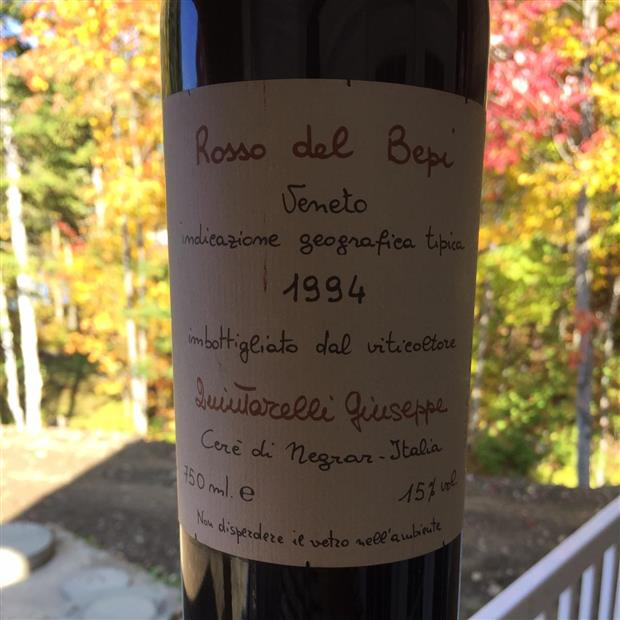 Rosso del Bepi
Veneto
indicazione geografica tipica
1994
imbottigliato dal viticoltore
Quintarelli Giuseppe
Cerè di Negrar - Italia
750 ml. e 15% vol
Non disperdere il vetro nell'ambiente